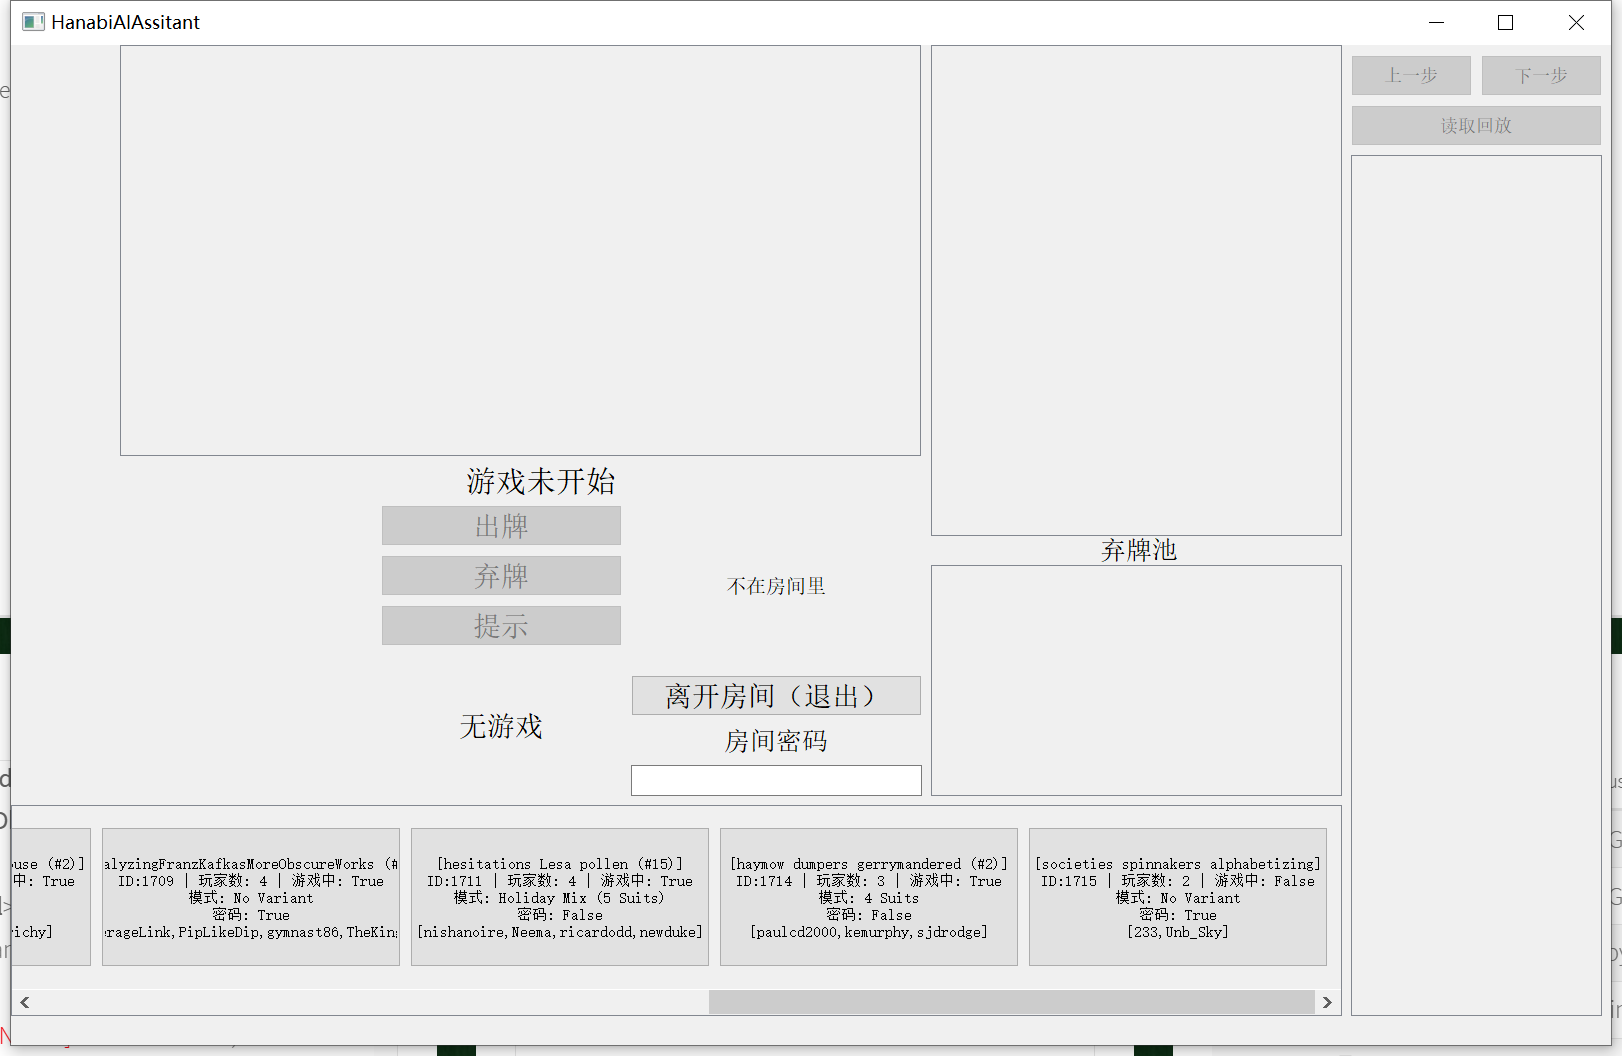 HanabiAIAssitant
上一步
下一步
读取回放
游戏未开始
出牌
弃牌
提示
不在房间里
弃牌池
离开房间（退出）
无游戏
房间密码
use (#2)]
中: True
ichy]
alyzingFranzKafkasMoreObscureWorks (#
ID:1709 | 玩家数: 4 | 游戏中: True
模式: No Variant
密码: True
rageLink,PipLikeDip,gymnast86,TheKin
[hesitations Lesa pollen (#15)]
ID:1711 | 玩家数: 4 | 游戏中: True
模式: Holiday Mix (5 Suits)
密码: False
[nishanoire,Neema,ricardodd,newduke]
[haymow dumpers gerrymandered (#2)]
ID:1714 | 玩家数: 3 | 游戏中: True
模式: 4 Suits
密码: False
[paulcd2000,kemurphy,sjdrodge]
[societies spinnakers alphabetizing]
ID:1715 | 玩家数: 2 | 游戏中: False
模式: No Variant
密码: True
[233,Unb_Sky]